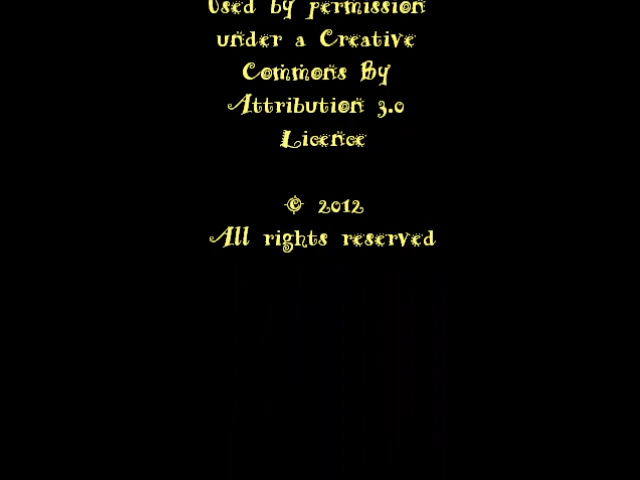 Used by permission
under a Creative
Commons By
Attribution 3.0
Licence
© 2012
All rights reserved